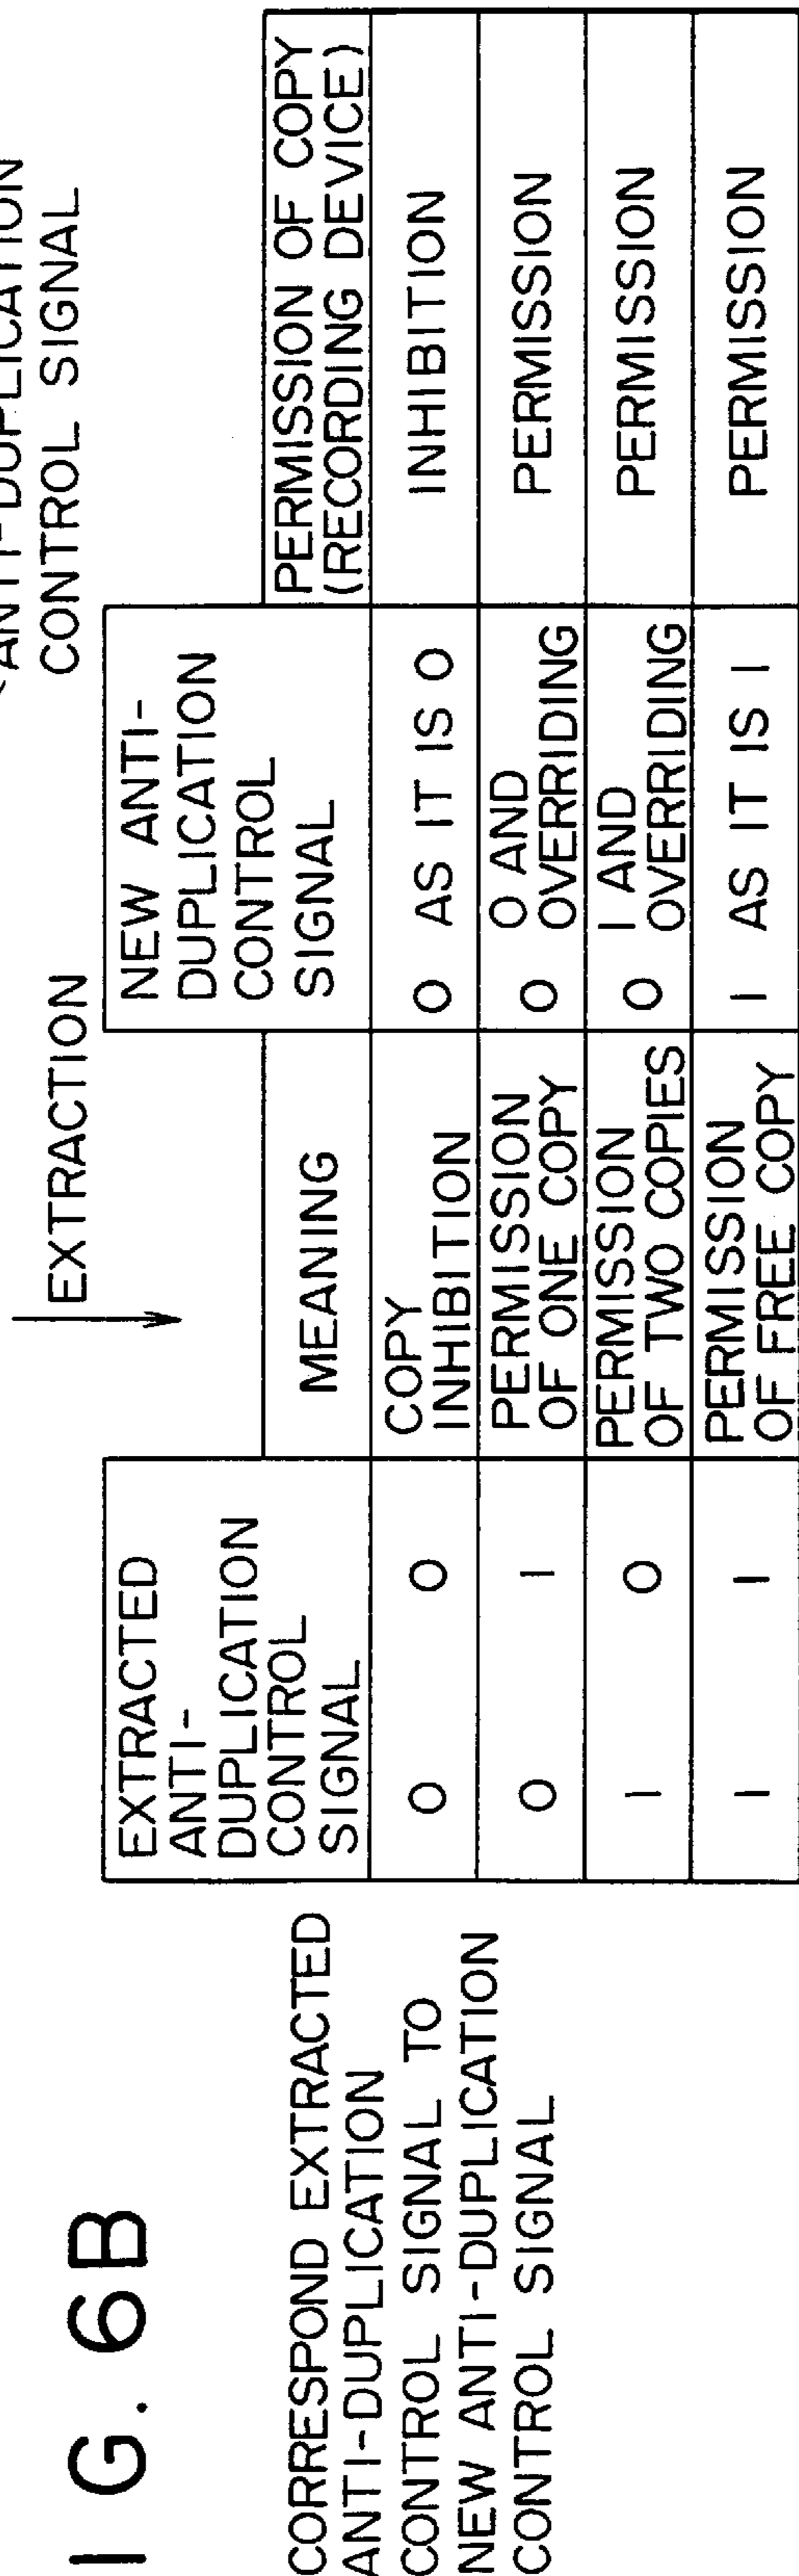 ANTI-DUPLICATION
CONTROL SIGNAL
I G. 6B
EXTRACTION
CORRESPOND EXTRACTED
ANTI-DUPLICATION
CONTROL SIGNAL TO
NEW ANTI-DUPLICATION
CONTROL SIGNAL
EXTRACTED
ANTI-
DUPLICATION
CONTROL
SIGNAL
MEANING
NEW ANTI-
DUPLICATION
CONTROL
SIGNAL
PERMISSION OF COPY
(RECORDING DEVICE)
0 0
COPY
INHIBITION
0 AS IT IS 0
INHIBITION
0 1
PERMISSION
OF ONE COPY
0 0 AND
OVERRIDING
PERMISSION
1 0
PERMISSION
OF TWO COPIES
0 1 AND
OVERRIDING
PERMISSION
1 1
PERMISSION
OF FREE COPY
1 AS IT IS 1
PERMISSION